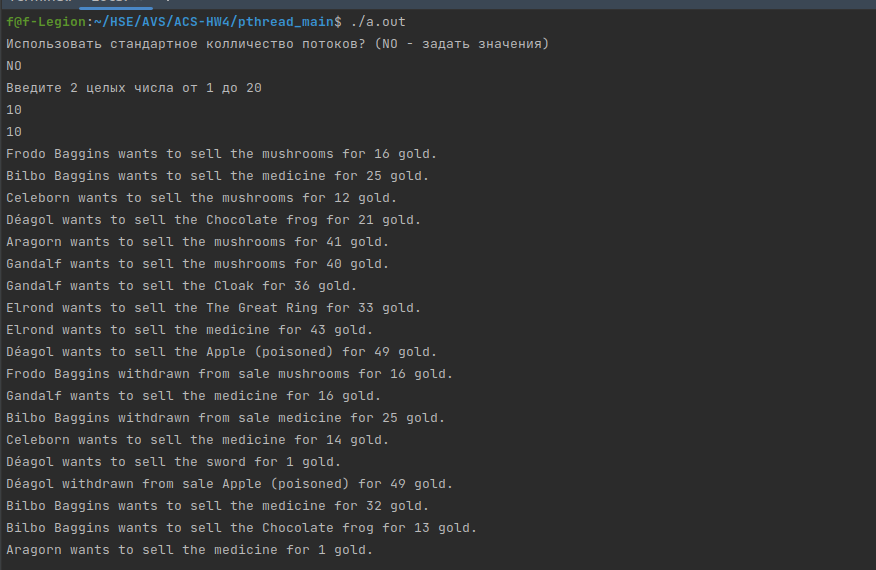 f@f-Legion:~/HSE/AVS/ACS-HW4/pthread_main$ ./a.out
Использовать стандартное колличество потоков? (NO - задать значения)
NO
Введите 2 целых числа от 1 до 20
10
10
Frodo Baggins wants to sell the mushrooms for 16 gold.
Bilbo Baggins wants to sell the medicine for 25 gold.
Celeborn wants to sell the mushrooms for 12 gold.
Déagol wants to sell the Chocolate frog for 21 gold.
Aragorn wants to sell the mushrooms for 41 gold.
Gandalf wants to sell the mushrooms for 40 gold.
Gandalf wants to sell the Cloak for 36 gold.
Elrond wants to sell the The Great Ring for 33 gold.
Elrond wants to sell the medicine for 43 gold.
Déagol wants to sell the Apple (poisoned) for 49 gold.
Frodo Baggins withdrawn from sale mushrooms for 16 gold.
Gandalf wants to sell the medicine for 16 gold.
Bilbo Baggins withdrawn from sale medicine for 25 gold.
Celeborn wants to sell the medicine for 14 gold.
Déagol wants to sell the sword for 1 gold.
Déagol withdrawn from sale Apple (poisoned) for 49 gold.
Bilbo Baggins wants to sell the medicine for 32 gold.
Bilbo Baggins wants to sell the Chocolate frog for 13 gold.
Aragorn wants to sell the medicine for 1 gold.